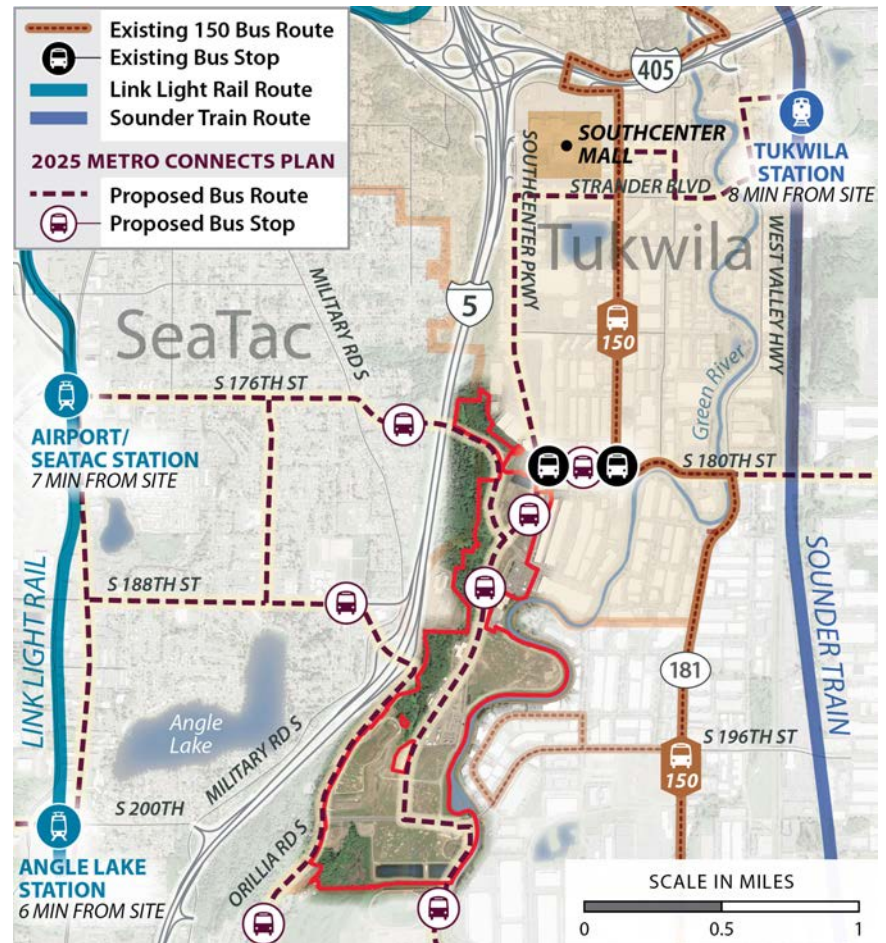 Existing 150 Bus Route
Existing Bus Stop
Link Light Rail Route
Sounder Train Route
2025 METRO CONNECTS PLAN
Proposed Bus Route
Proposed Bus Stop
405
SOUTHCENTER
MALL
TUKWILA
STATION
8 MIN FROM SITE
STRANDER BLVD
SOUTHCENTER PKWY
Tukwila
WEST VALLEY HWY
MILITARY RD S
5
SeaTac
150
Green River
S 176TH ST
AIRPORT/
SEATAC STATION
7 MIN FROM SITE
S 180TH ST
LINK LIGHT RAIL
S 188TH ST
SOUNDER TRAIN
181
Angle
Lake
MILITARY RD S
S 196TH ST
150
S 200TH
ORILLIA RD S
ANGLE LAKE
STATION
6 MIN FROM SITE
SCALE IN MILES
0 0.5 1